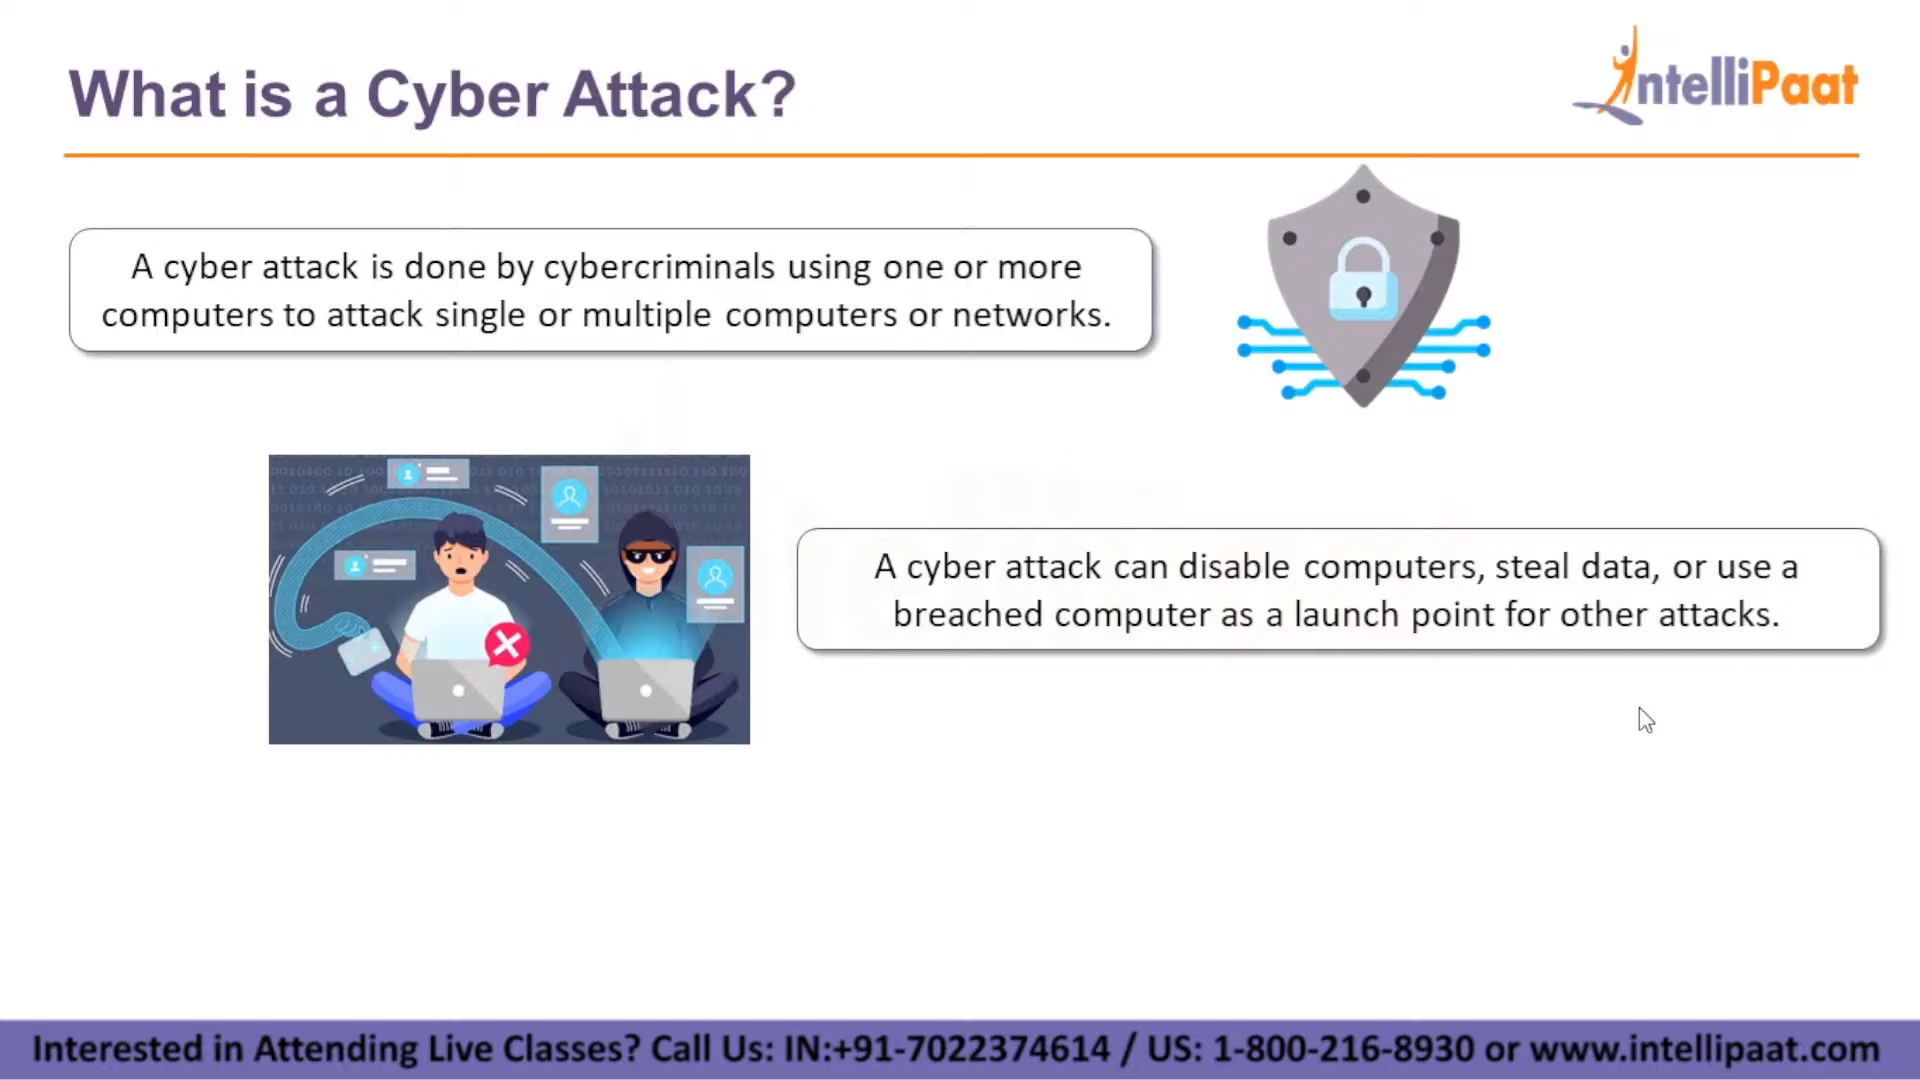 What is a Cyber Attack?
IntelliPaat
A cyber attack is done by cybercriminals using one or more
computers to attack single or multiple computers or networks.
A cyber attack can disable computers, steal data, or use a
breached computer as a launch point for other attacks.
Interested in Attending Live Classes? Call Us: IN:+91-7022374614 / US: 1-800-216-8930 or www.intellipaat.com